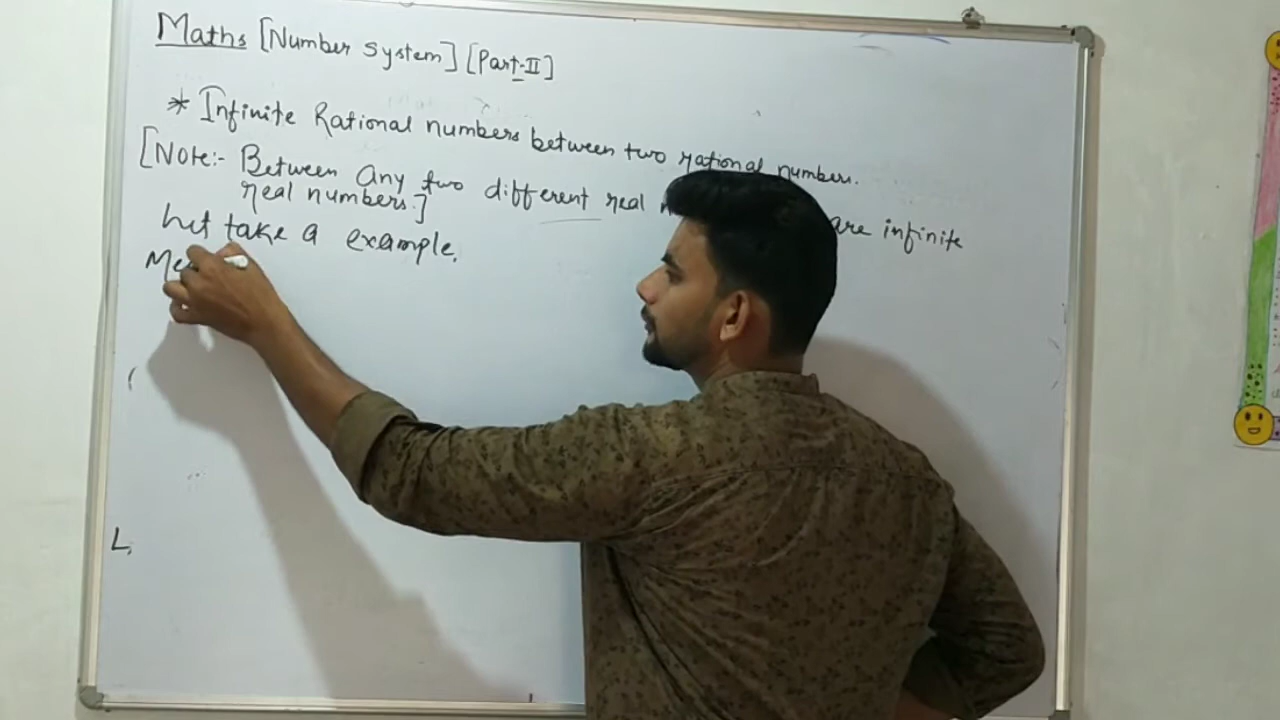 Maths [Number System] [Part-II]
* Infinite Rational numbers between two rational numbers.
[Note:- Between any two different real are infinite
real numbers.]
Let take a example.
Me
L,